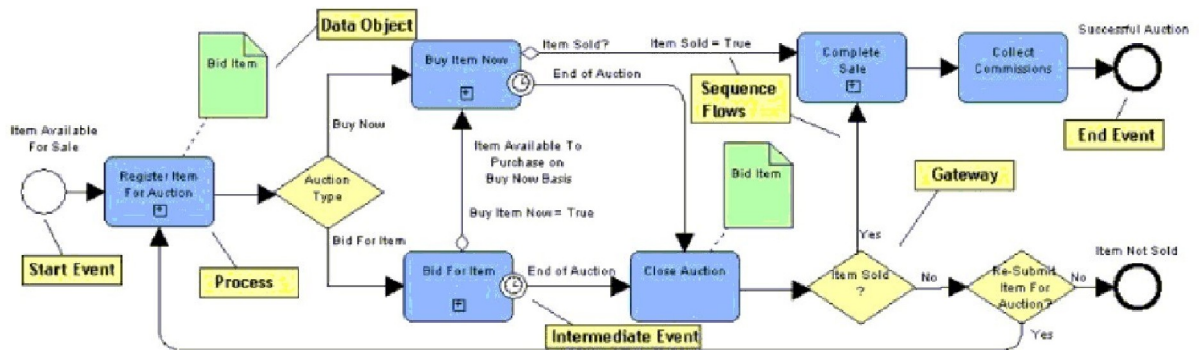 Data Object
Bid Item
Buy Item Now
Item Sold?
Item Sold = True
End of Auction
Complete
Sale
Collect
Commissions
Successful Auction
Sequence
Flows
End Event
Item Available
For Sale
Buy Now
Item Available To
Purchase on
Buy Now Basis
Bid Item
Register Item
For Auction
Auction
Type
Gateway
Buy Item Now = True
Bid For Item
Yes
Start Event
Process
Bid For Item
End of Auction
Close Auction
Item Sold
?
No
Re-Submit
Item For
Auction?
No
Item Not Sold
Intermediate Event
Yes